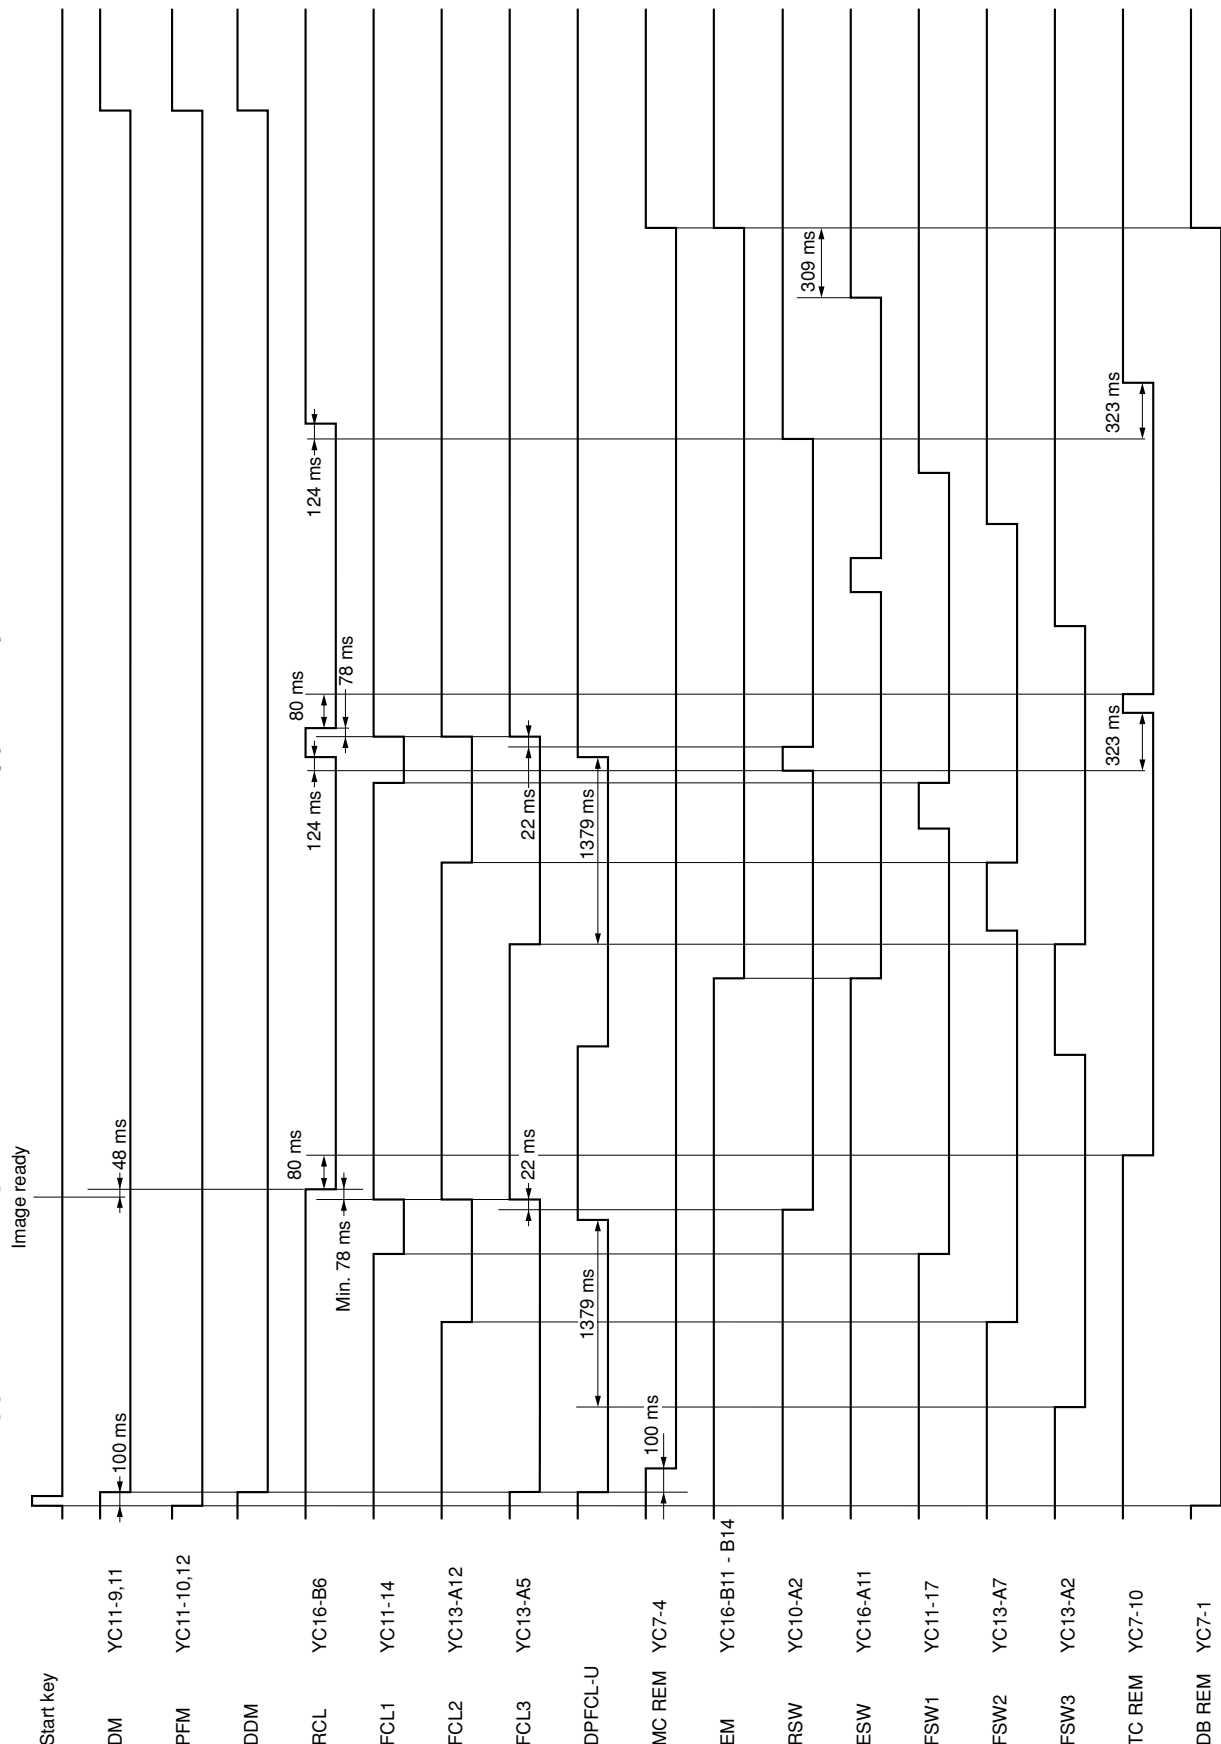 Image ready
Start key
DM YC11-9,11 100 ms 48 ms
PFM YC11-10,12
DDM
RCL YC16-B6 80 ms 124 ms 80 ms 124 ms
Min. 78 ms 78 ms
FCL1 YC11-14
FCL2 YC13-A12
FCL3 YC13-A5 22 ms 22 ms
DPFCL-U 1379 ms 1379 ms
MC REM YC7-4 100 ms
EM YC16-B11 - B14
RSW YC10-A2 309 ms
ESW YC16-A11
FSW1 YC11-17
FSW2 YC13-A7
FSW3 YC13-A2
TC REM YC7-10 323 ms 323 ms
DB REM YC7-1